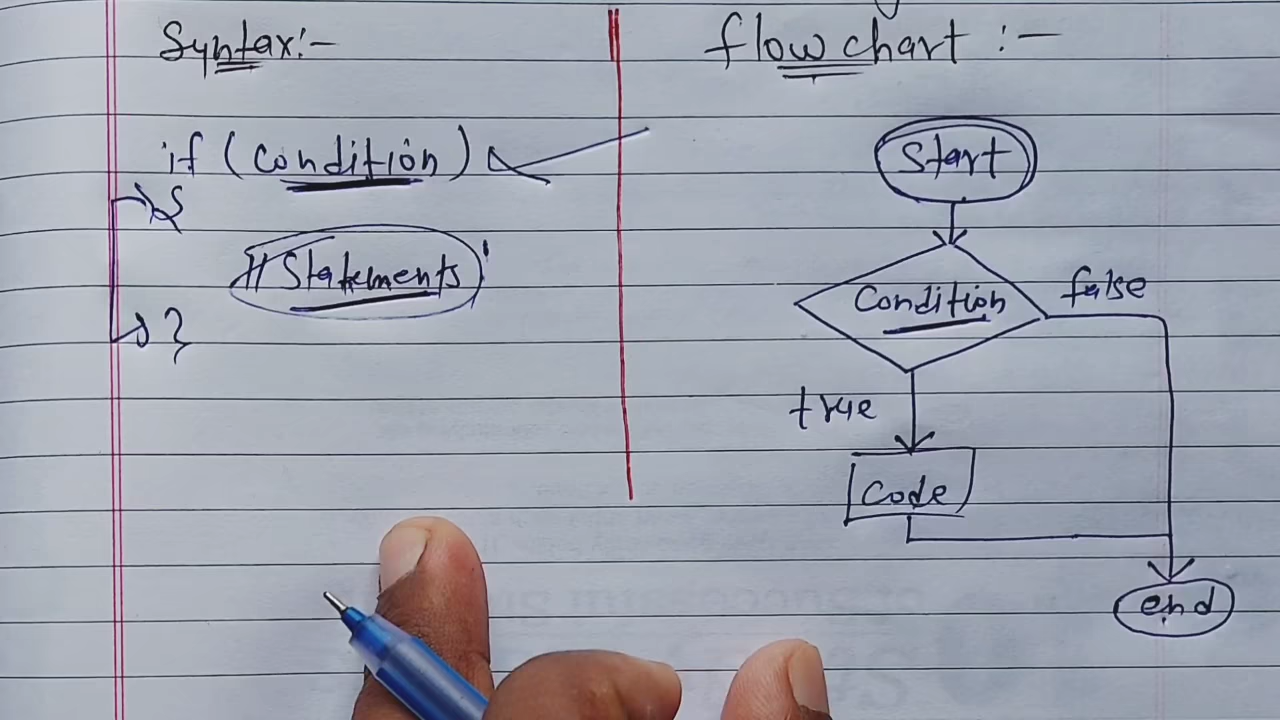 Syntax:-
if (Condition)
{
# Statements
}
flow chart :-
Start
Condition
false
true
Code
end